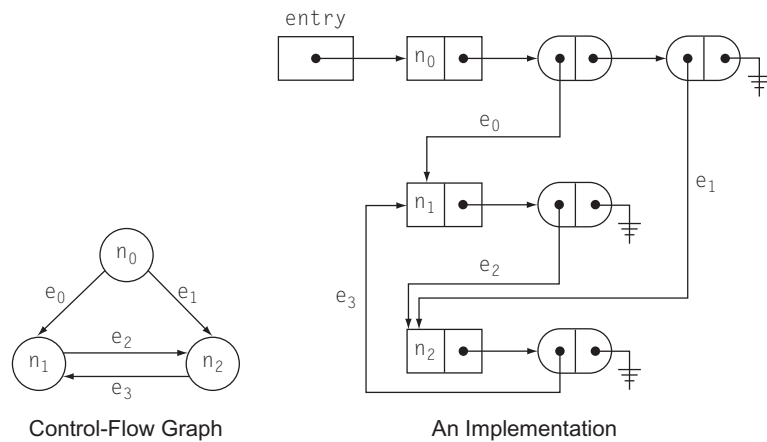 entry
n₀
e₀
e₁
n₁
e₂
e₃
n₂
n₀
e₀
e₁
e₂
n₁
n₂
e₃
Control-Flow Graph
An Implementation